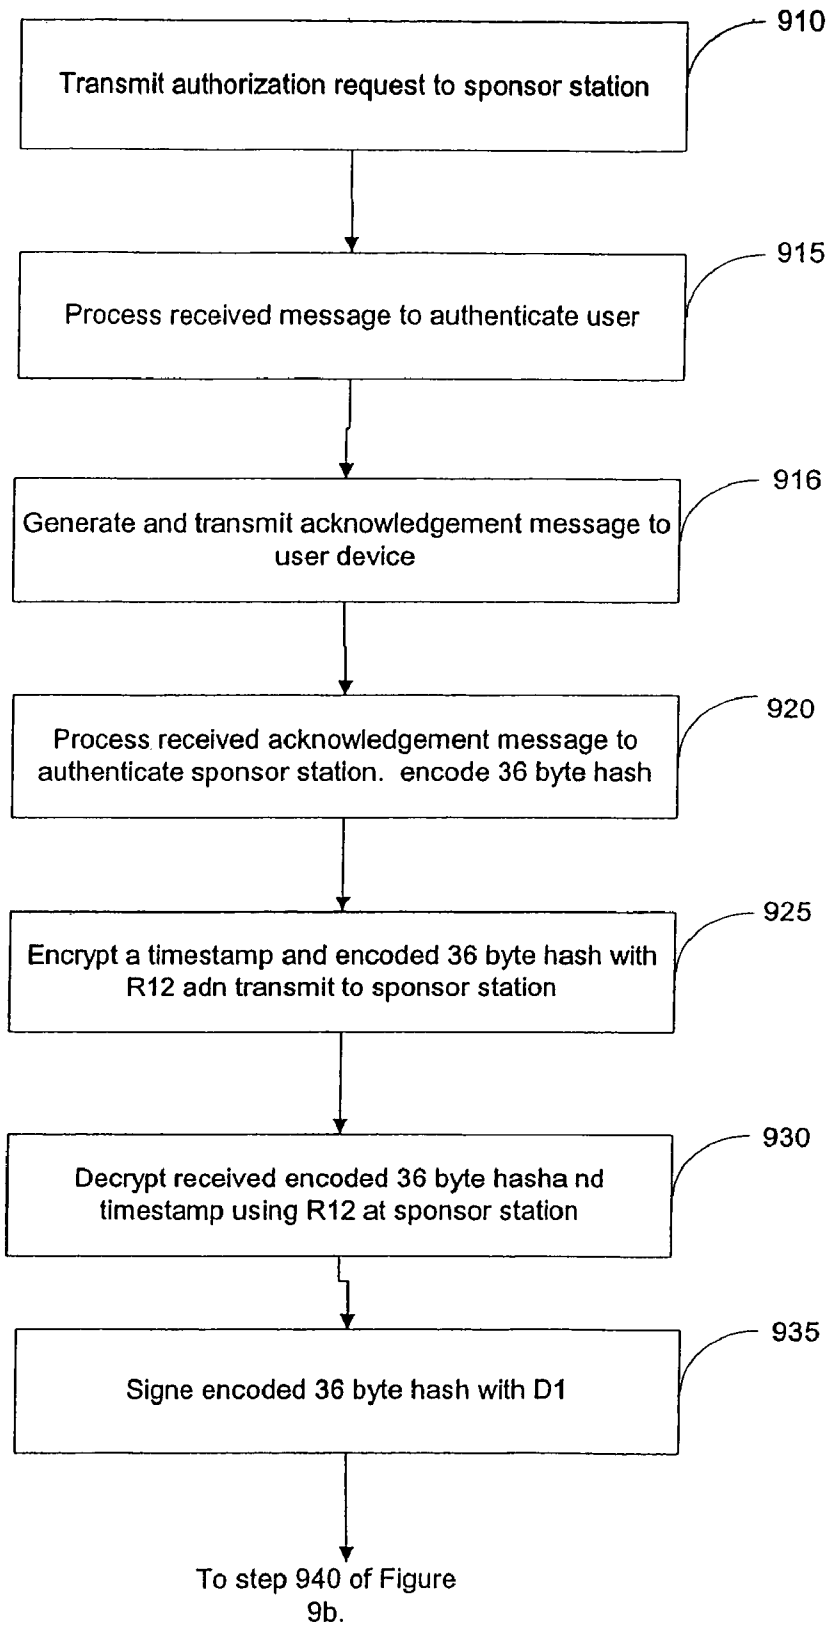 910
Transmit authorization request to sponsor station
915
Process received message to authenticate user
916
Generate and transmit acknowledgement message to
user device
920
Process received acknowledgement message to
authenticate sponsor station.  encode 36 byte hash
925
Encrypt a timestamp and encoded 36 byte hash with
R12 adn transmit to sponsor station
930
Decrypt received encoded 36 byte hasha nd
timestamp using R12 at sponsor station
935
Signe encoded 36 byte hash with D1
To step 940 of Figure
9b.